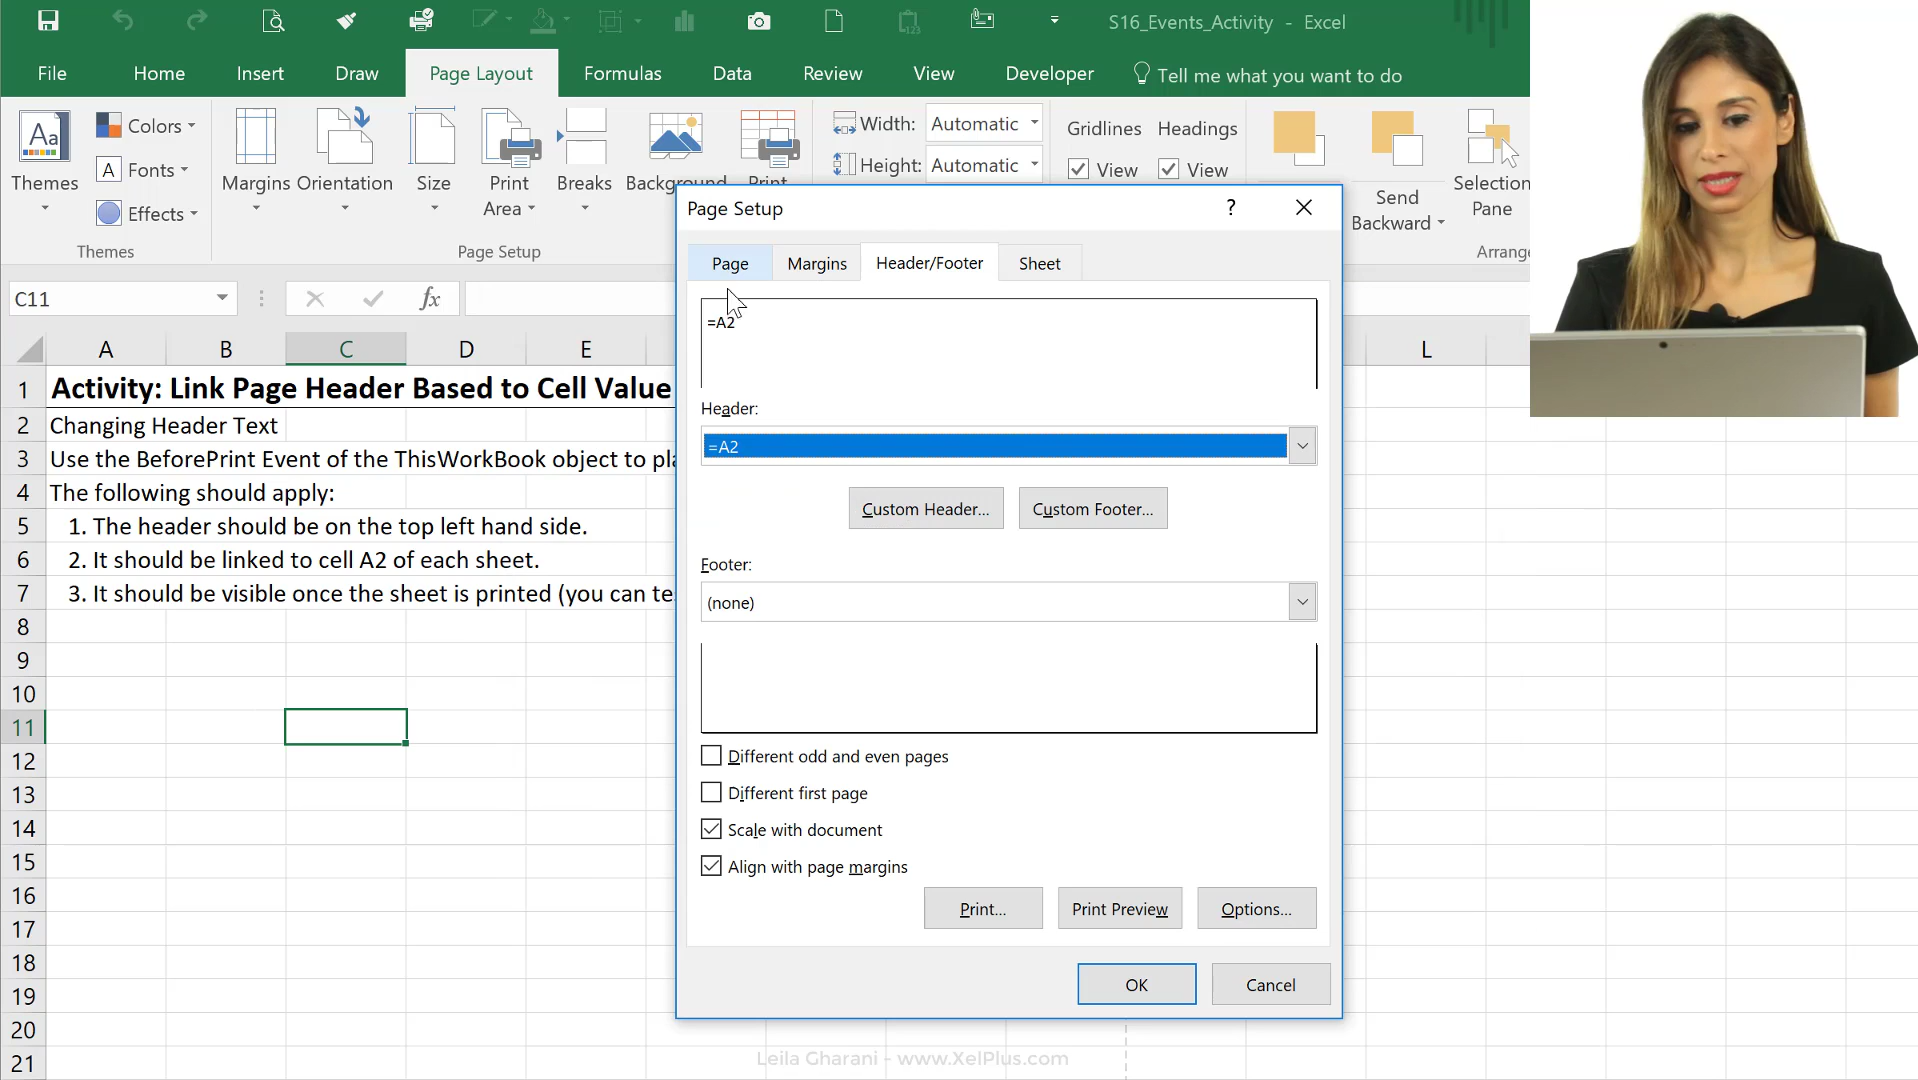 S16_Events_Activity - Excel
File Home Insert Draw Page Layout Formulas Data Review View Developer Tell me what you want to do
Aa Colors
A Fonts
Effects
Themes
Margins Orientation Size Print Area Breaks Background Print
Width: Automatic
Height: Automatic
Gridlines Headings
View View
Send Backward
Selection Pane
Themes Page Setup Arrange
Page Setup ?
Page Margins Header/Footer Sheet
C11 fx
=A2
Header:
=A2
Custom Header... Custom Footer...
Footer:
(none)
Different odd and even pages
Different first page
Scale with document
Align with page margins
Print... Print Preview Options...
OK Cancel
A B C D E L
1 Activity: Link Page Header Based to Cell Value
2 Changing Header Text
3 Use the BeforePrint Event of the ThisWorkBook object to pla
4 The following should apply:
5 1. The header should be on the top left hand side.
6 2. It should be linked to cell A2 of each sheet.
7 3. It should be visible once the sheet is printed (you can te
8
9
10
11
12
13
14
15
16
17
18
19
20
21
Leila Gharani - www.XelPlus.com